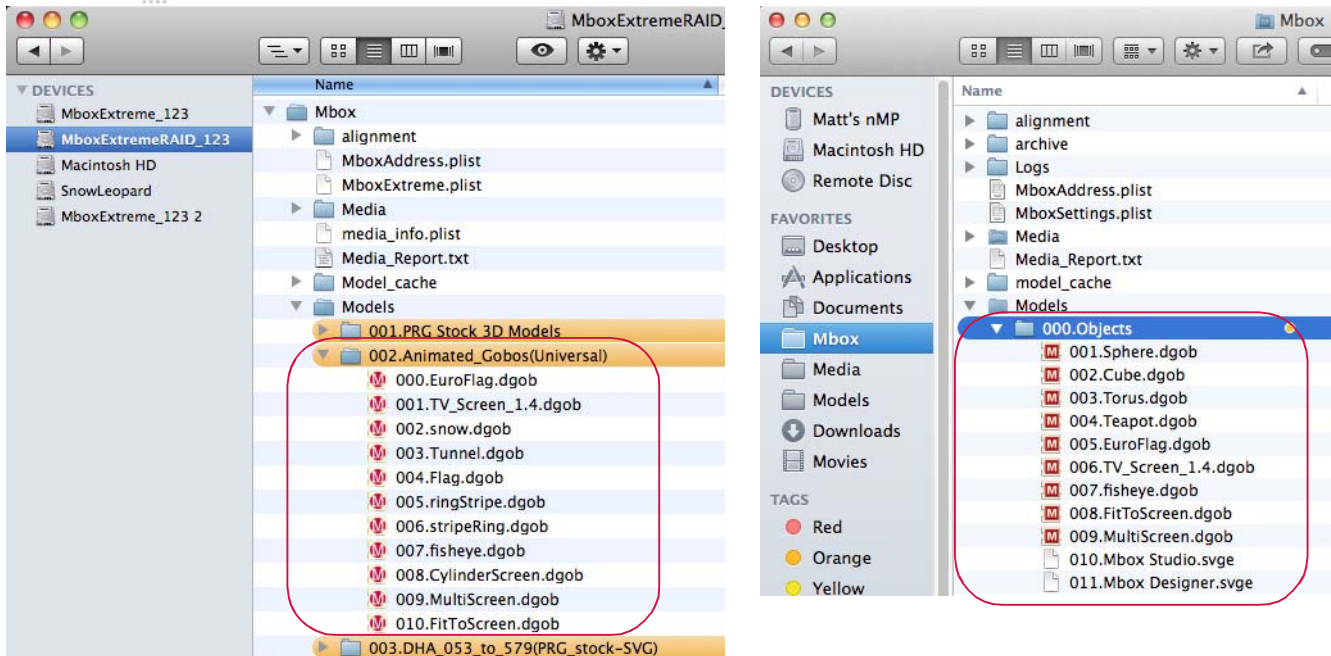 MboxExtremeRAID_
DEVICES
MboxExtreme_123
MboxExtremeRAID_123
Macintosh HD
SnowLeopard
MboxExtreme_123 2
Name
Mbox
alignment
MboxAddress.plist
MboxExtreme.plist
Media
media_info.plist
Media_Report.txt
Model_cache
Models
001.PRG Stock 3D Models
002.Animated_Gobos(Universal)
000.EuroFlag.dgob
001.TV_Screen_1.4.dgob
002.snow.dgob
003.Tunnel.dgob
004.Flag.dgob
005.ringStripe.dgob
006.stripeRing.dgob
007.fisheye.dgob
008.CylinderScreen.dgob
009.MultiScreen.dgob
010.FitToScreen.dgob
003.DHA_053_to_579(PRG_stock-SVG)
Mbox
DEVICES
Matt's nMP
Macintosh HD
Remote Disc
FAVORITES
Desktop
Applications
Documents
Mbox
Media
Models
Downloads
Movies
TAGS
Red
Orange
Yellow
Name
alignment
archive
Logs
MboxAddress.plist
MboxSettings.plist
Media
Media_Report.txt
model_cache
Models
000.Objects
001.Sphere.dgob
002.Cube.dgob
003.Torus.dgob
004.Teapot.dgob
005.EuroFlag.dgob
006.TV_Screen_1.4.dgob
007.fisheye.dgob
008.FitToScreen.dgob
009.MultiScreen.dgob
010.Mbox Studio.svge
011.Mbox Designer.svge